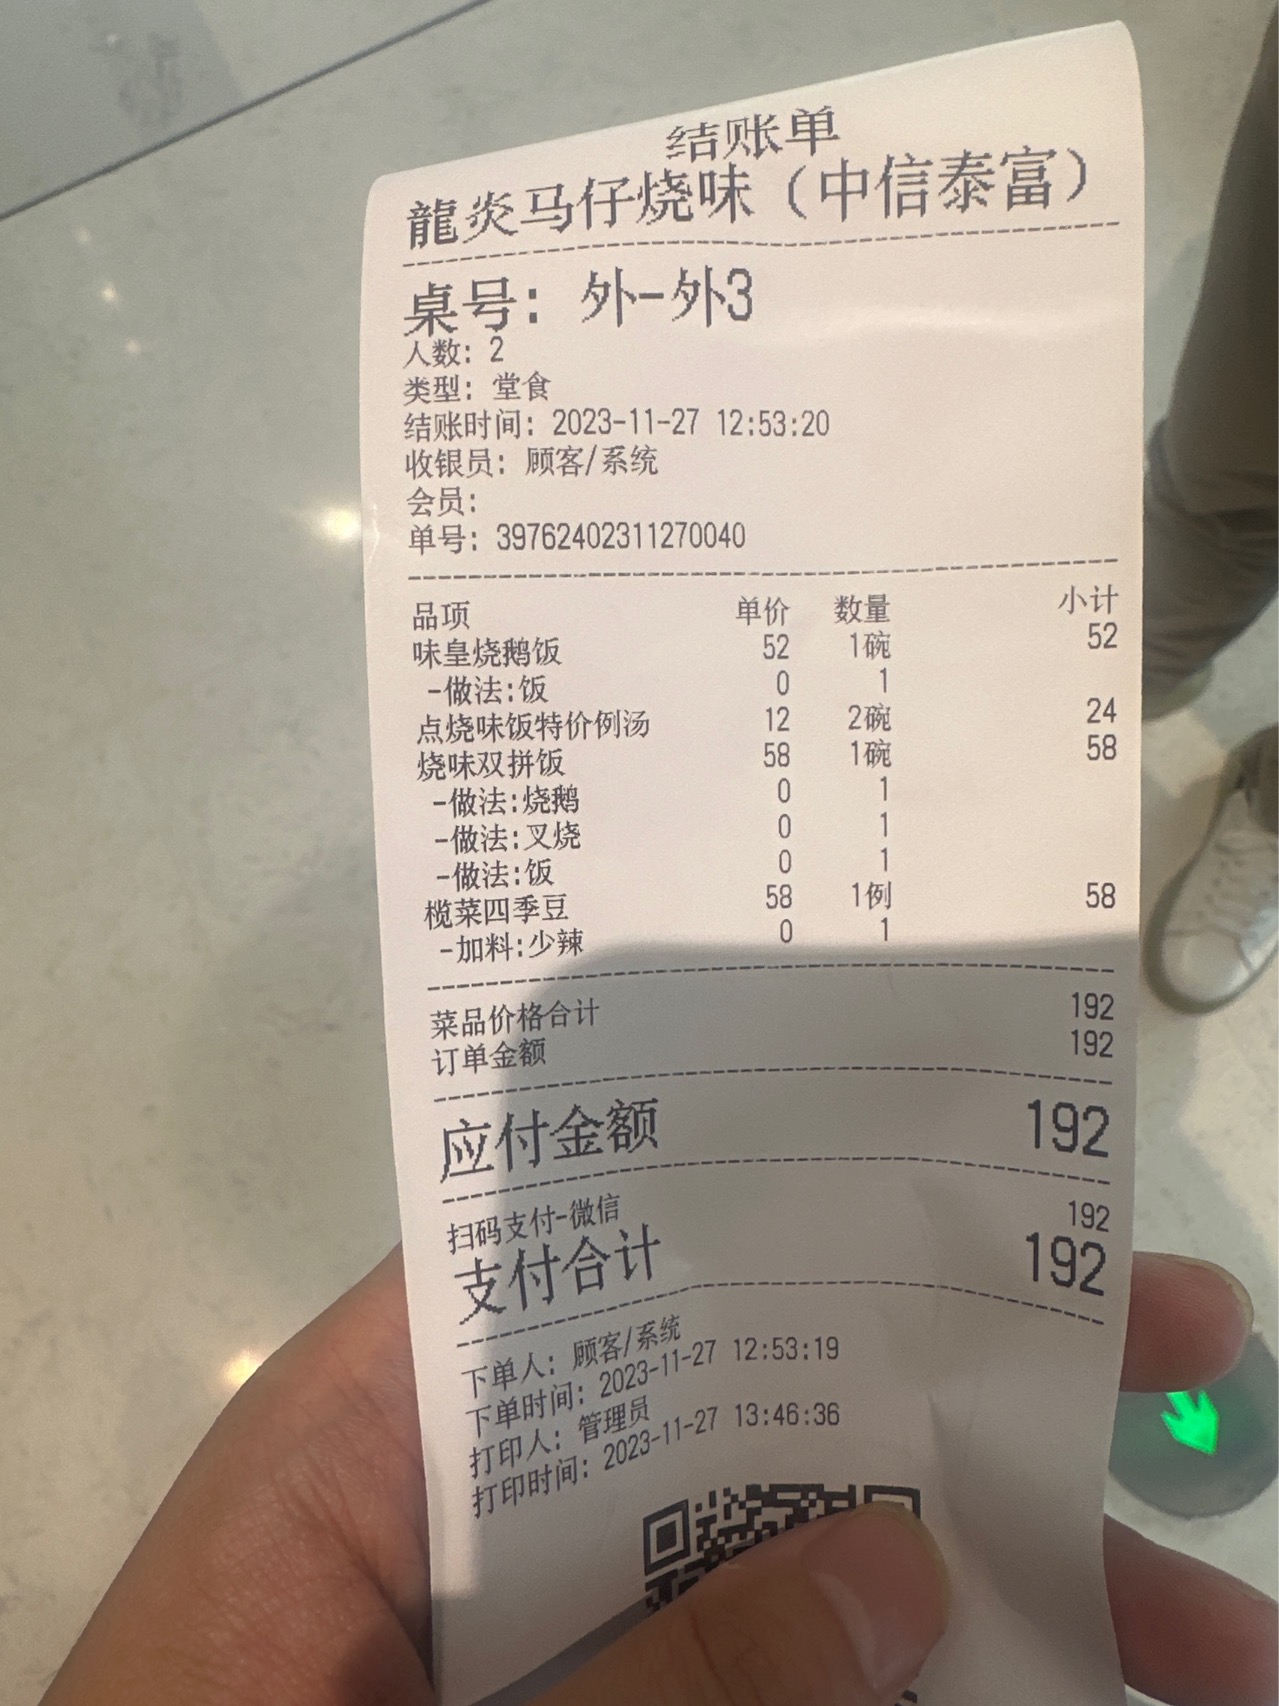 结账单
龍炎马仔烧味（中信泰富）
桌号：外-外3
人数：2
类型：堂食
结账时间：2023-11-27 12:53:20
收银员：顾客/系统
会员：
单号：39762402311270040
品项 单价 数量 小计
味皇烧鹅饭 52 1碗 52
-做法:饭 0 1
点烧味饭特价例汤 12 2碗 24
烧味双拼饭 58 1碗 58
-做法:烧鹅 0 1
-做法:叉烧 0 1
-做法:饭 0 1
榄菜四季豆 58 1例 58
-加料:少辣 0 1
菜品价格合计 192
订单金额 192
应付金额 192
扫码支付-微信 192
支付合计 192
下单人：顾客/系统
下单时间：2023-11-27 12:53:19
打印人：管理员
打印时间：2023-11-27 13:46:36